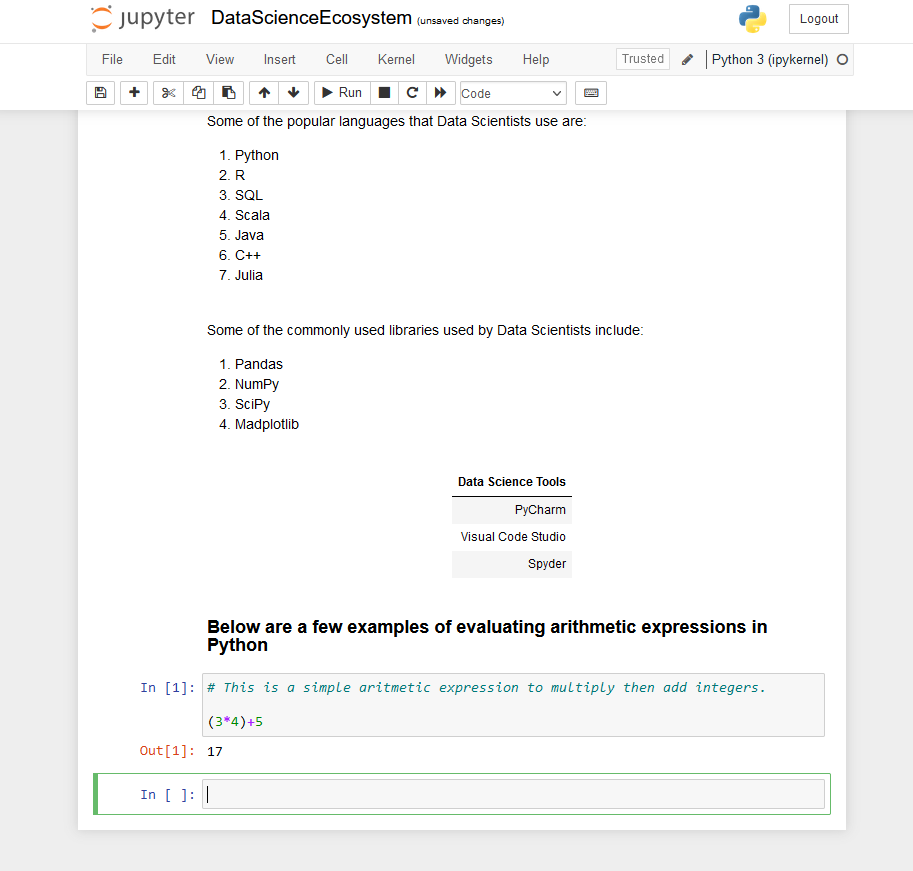 jupyter DataScienceEcosystem (unsaved changes) Logout
File Edit View Insert Cell Kernel Widgets Help Trusted Python 3 (ipykernel)
Run Code
Some of the popular languages that Data Scientists use are:
1. Python
2. R
3. SQL
4. Scala
5. Java
6. C++
7. Julia
Some of the commonly used libraries used by Data Scientists include:
1. Pandas
2. NumPy
3. SciPy
4. Madplotlib
Data Science Tools
PyCharm
Visual Code Studio
Spyder
Below are a few examples of evaluating arithmetic expressions in
Python
In [1]: # This is a simple aritmetic expression to multiply then add integers.
(3*4)+5
Out[1]: 17
In [ ]: